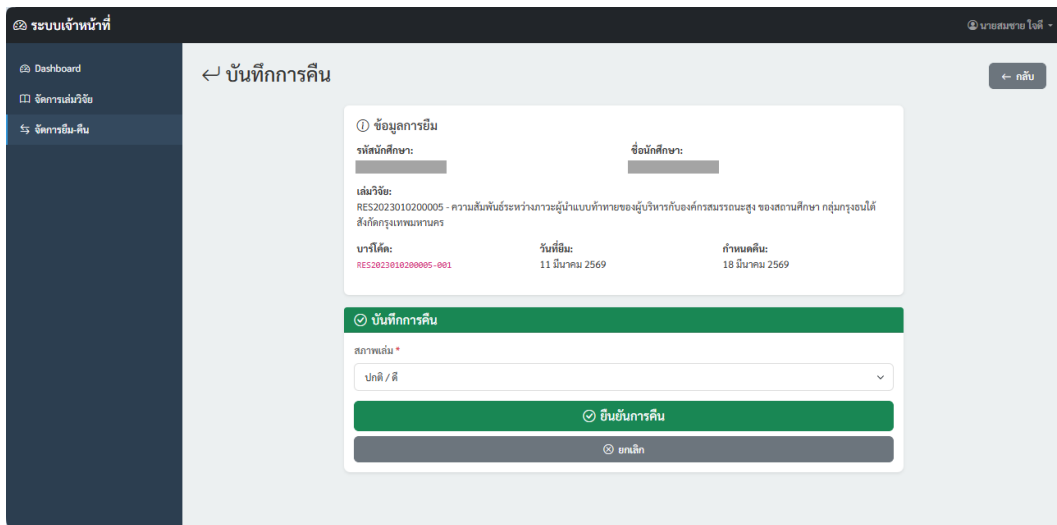 ระบบเจ้าหน้าที่
นายสมชาย ใจดี
Dashboard
จัดการเล่มวิจัย
จัดการยืม-คืน
บันทึกการคืน
← กลับ
ข้อมูลการยืม
รหัสนักศึกษา: ชื่อนักศึกษา:
เล่มวิจัย:
RES2023010200005 - ความสัมพันธ์ระหว่างภาวะผู้นำแบบท้าทายของผู้บริหารกับองค์กรสมรรถนะสูง ของสถานศึกษา กลุ่มกรุงธนใต้
สังกัดกรุงเทพมหานคร
บาร์โค้ด: วันที่ยืม: กำหนดคืน:
RES2023010200005-001 11 มีนาคม 2569 18 มีนาคม 2569
บันทึกการคืน
สภาพเล่ม *
ปกติ / ดี
ยืนยันการคืน
ยกเลิก